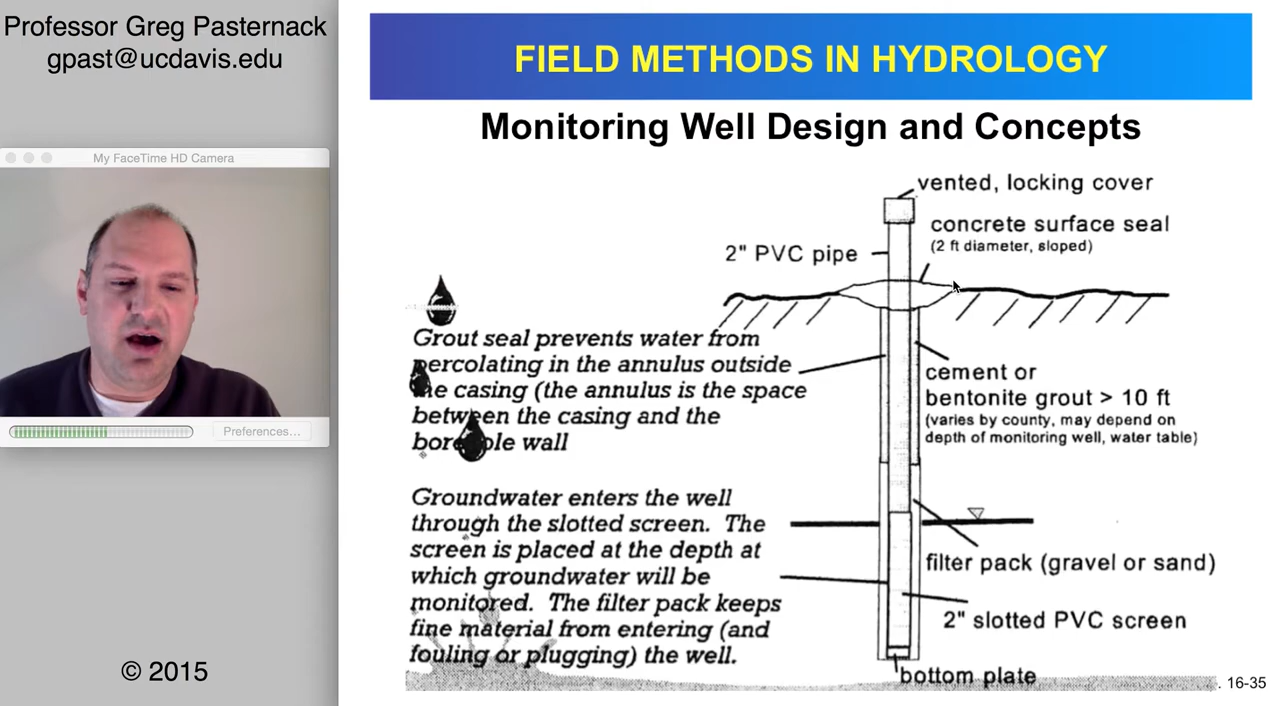 Professor Greg Pasternack
gpast@ucdavis.edu
My FaceTime HD Camera
Preferences...
© 2015
FIELD METHODS IN HYDROLOGY
Monitoring Well Design and Concepts
vented, locking cover
concrete surface seal
(2 ft diameter, sloped)
2" PVC pipe
Grout seal prevents water from
percolating in the annulus outside
the casing (the annulus is the space
between the casing and the
borehole wall
cement or
bentonite grout > 10 ft
(varies by county, may depend on
depth of monitoring well, water table)
Groundwater enters the well
through the slotted screen. The
screen is placed at the depth at
which groundwater will be
monitored. The filter pack keeps
fine material from entering (and
fouling or plugging) the well.
filter pack (gravel or sand)
2" slotted PVC screen
bottom plate
16-35